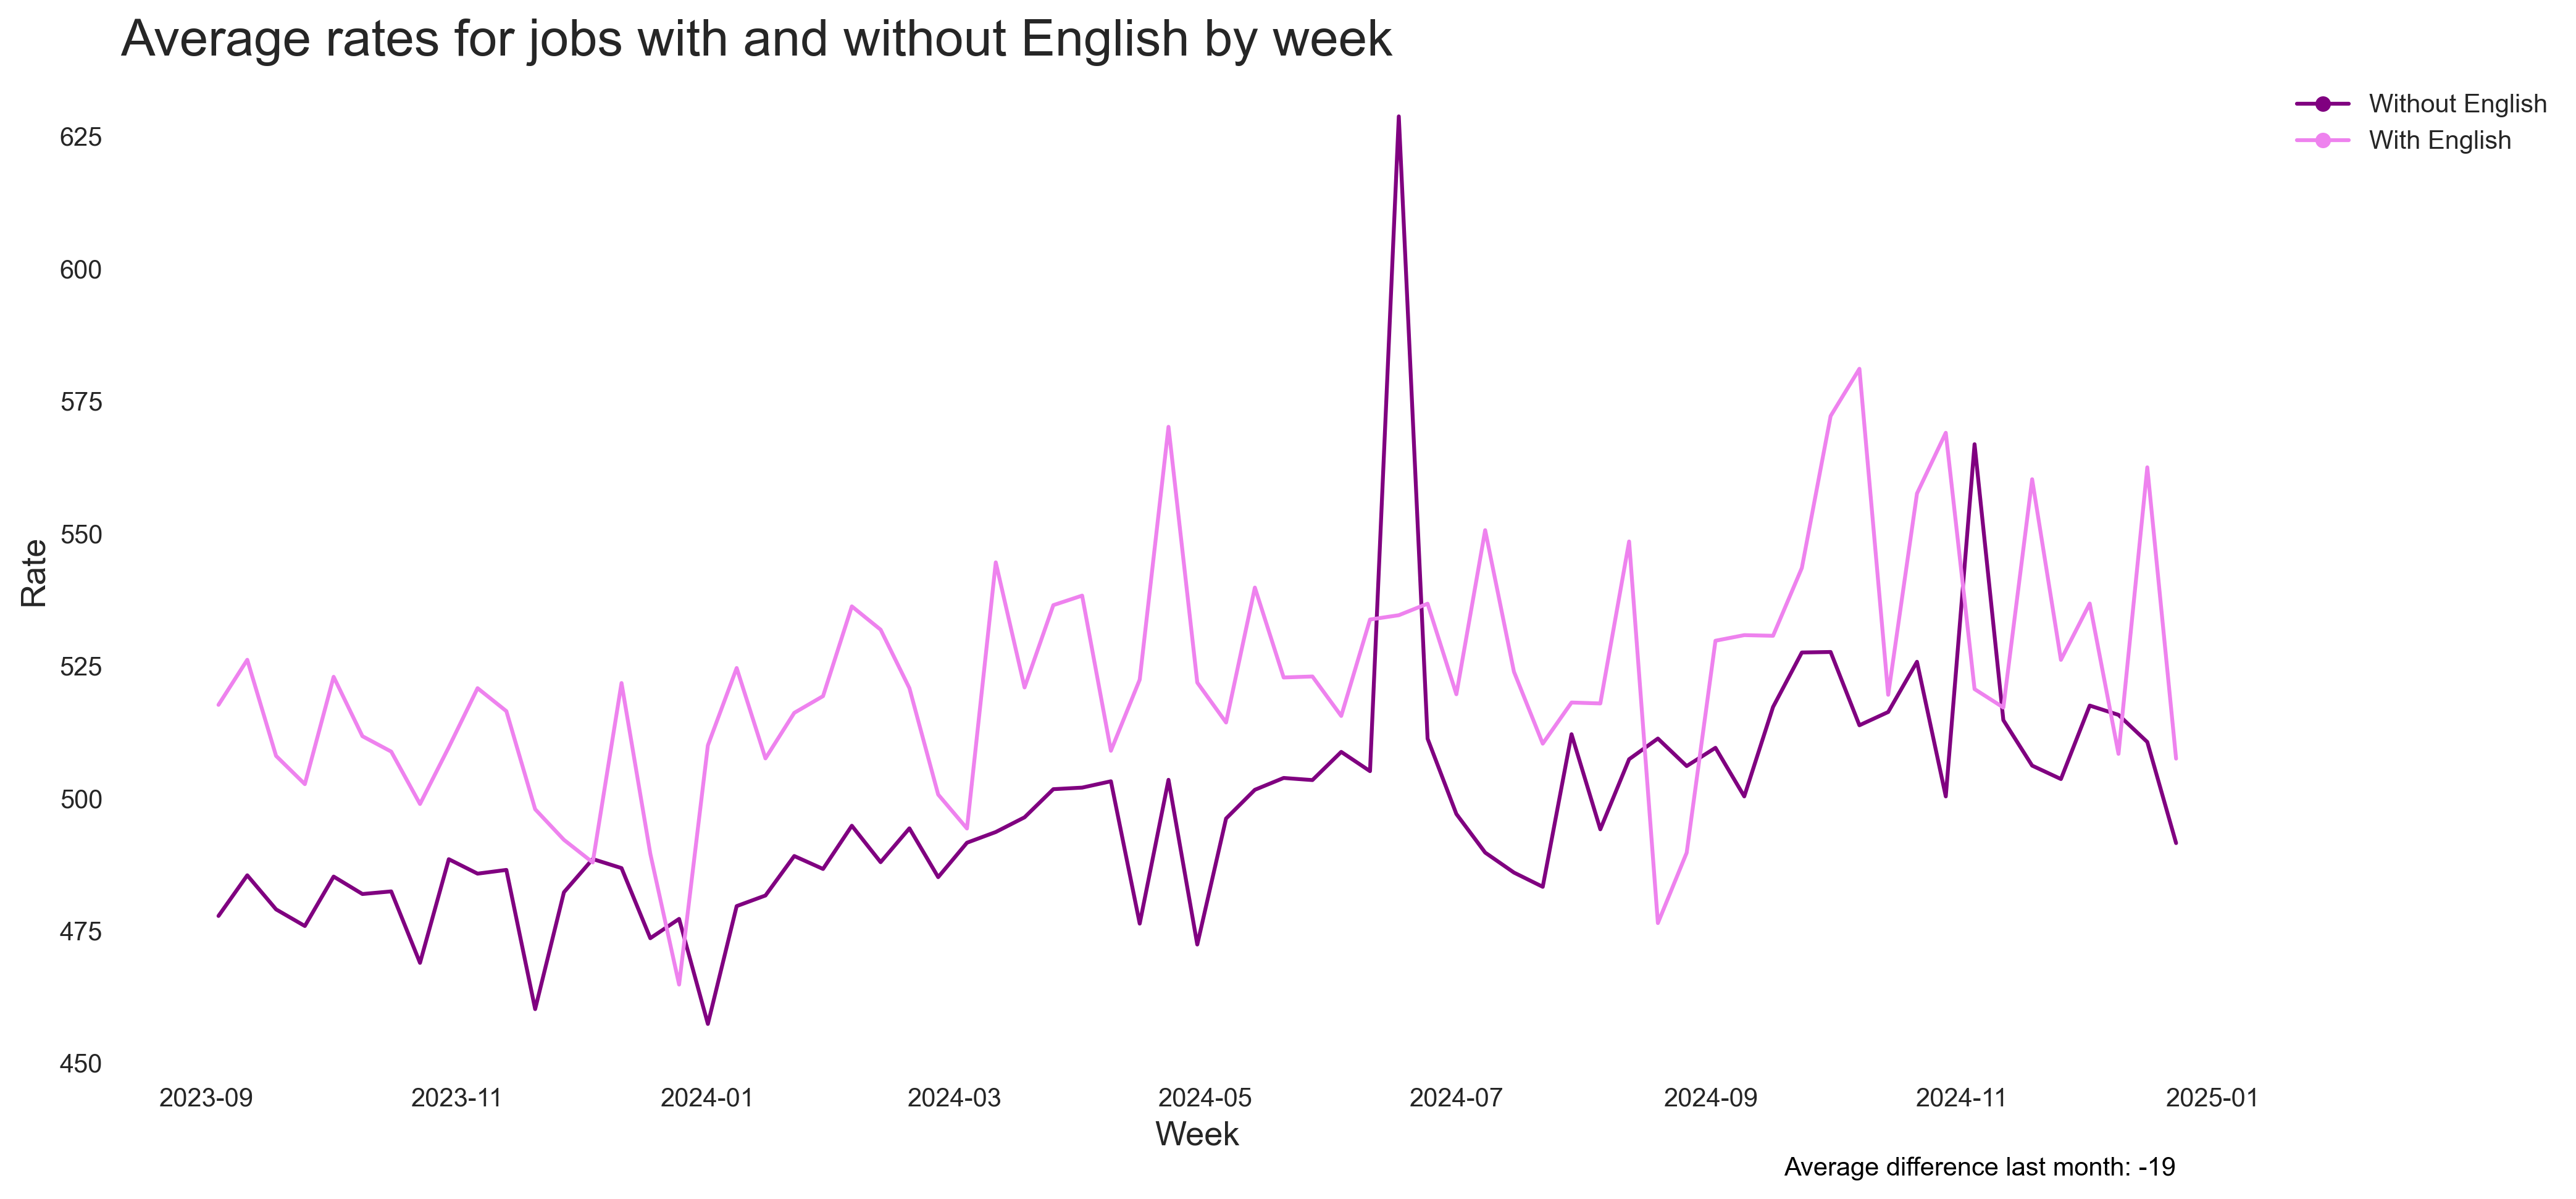 Average rates for jobs with and without English by week
Without English
With English
625
600
575
550
525
500
475
450
Rate
2023-09 2023-11 2024-01 2024-03 2024-05 2024-07 2024-09 2024-11 2025-01
Week
Average difference last month: -19